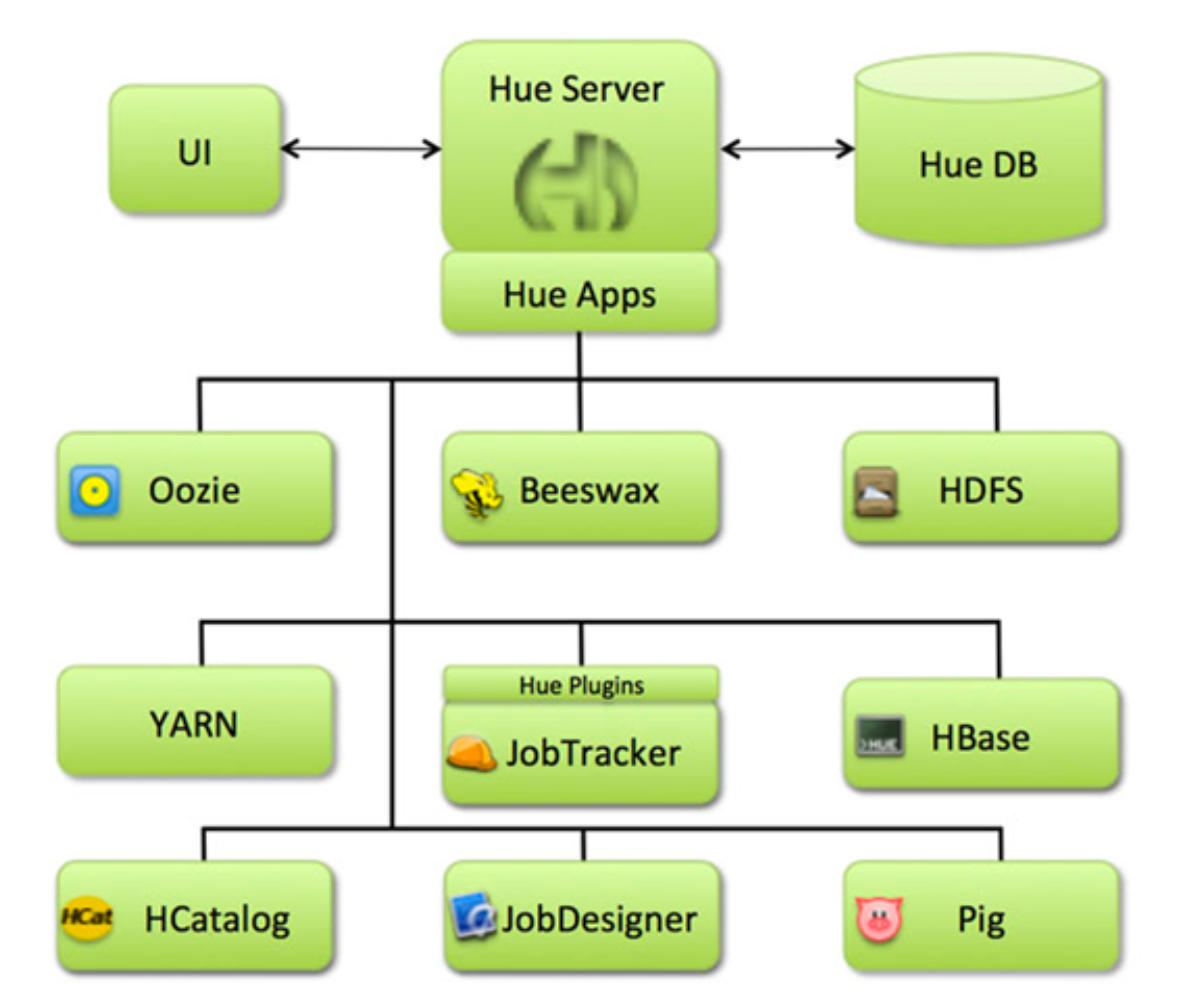 Hue Server
UI
Hue DB
Hue Apps
Oozie
Beeswax
HDFS
YARN
Hue Plugins
JobTracker
HUE
HBase
HCat
HCatalog
JobDesigner
Pig